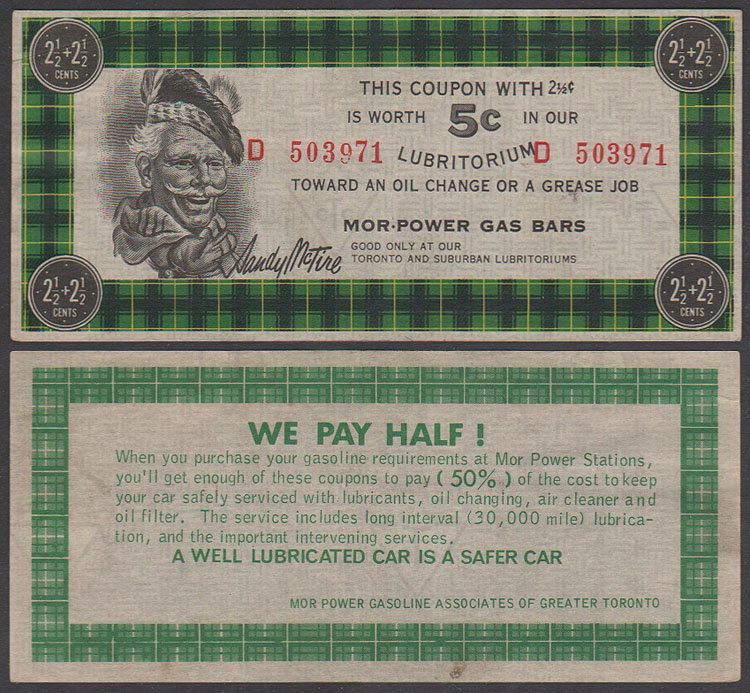 2½+2½
CENTS
2½+2½
CENTS
THIS COUPON WITH 2½¢
IS WORTH 5¢ IN OUR
D 503971 LUBRITORIUM D 503971
TOWARD AN OIL CHANGE OR A GREASE JOB
MOR-POWER GAS BARS
GOOD ONLY AT OUR
TORONTO AND SUBURBAN LUBRITORIUMS
Sandy McTire
2½+2½
CENTS
2½+2½
CENTS
WE PAY HALF !
When you purchase your gasoline requirements at Mor Power Stations,
you'll get enough of these coupons to pay (50%) of the cost to keep
your car safely serviced with lubricants, oil changing, air cleaner and
oil filter. The service includes long interval (30,000 mile) lubrica-
tion, and the important intervening services.
A WELL LUBRICATED CAR IS A SAFER CAR
MOR POWER GASOLINE ASSOCIATES OF GREATER TORONTO